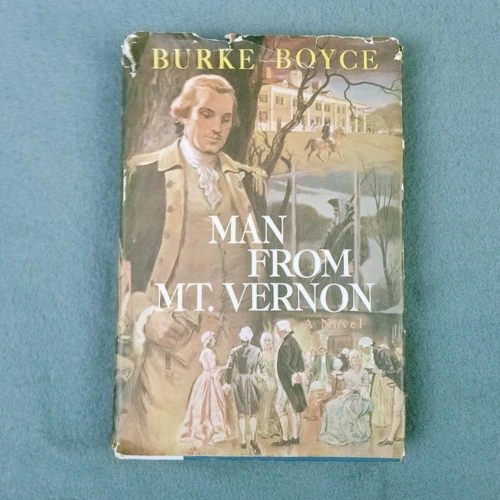 BURKE BOYCE
MAN
FROM
MT. VERNON
A Novel